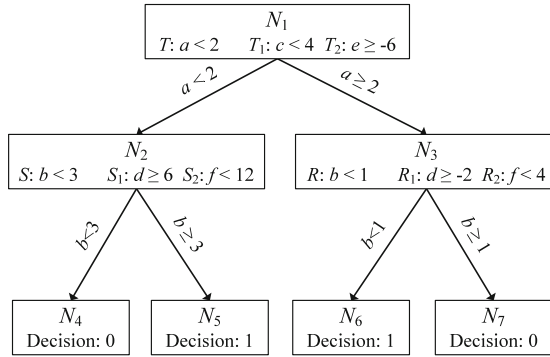 N₁
T: a < 2 T₁: c < 4 T₂: e ≥ -6
a<2
a≥2
N₂
S: b < 3 S₁: d ≥ 6 S₂: f < 12
N₃
R: b < 1 R₁: d ≥ -2 R₂: f < 4
b<3
b≥3
b<1
b≥1
N₄
Decision: 0
N₅
Decision: 1
N₆
Decision: 1
N₇
Decision: 0